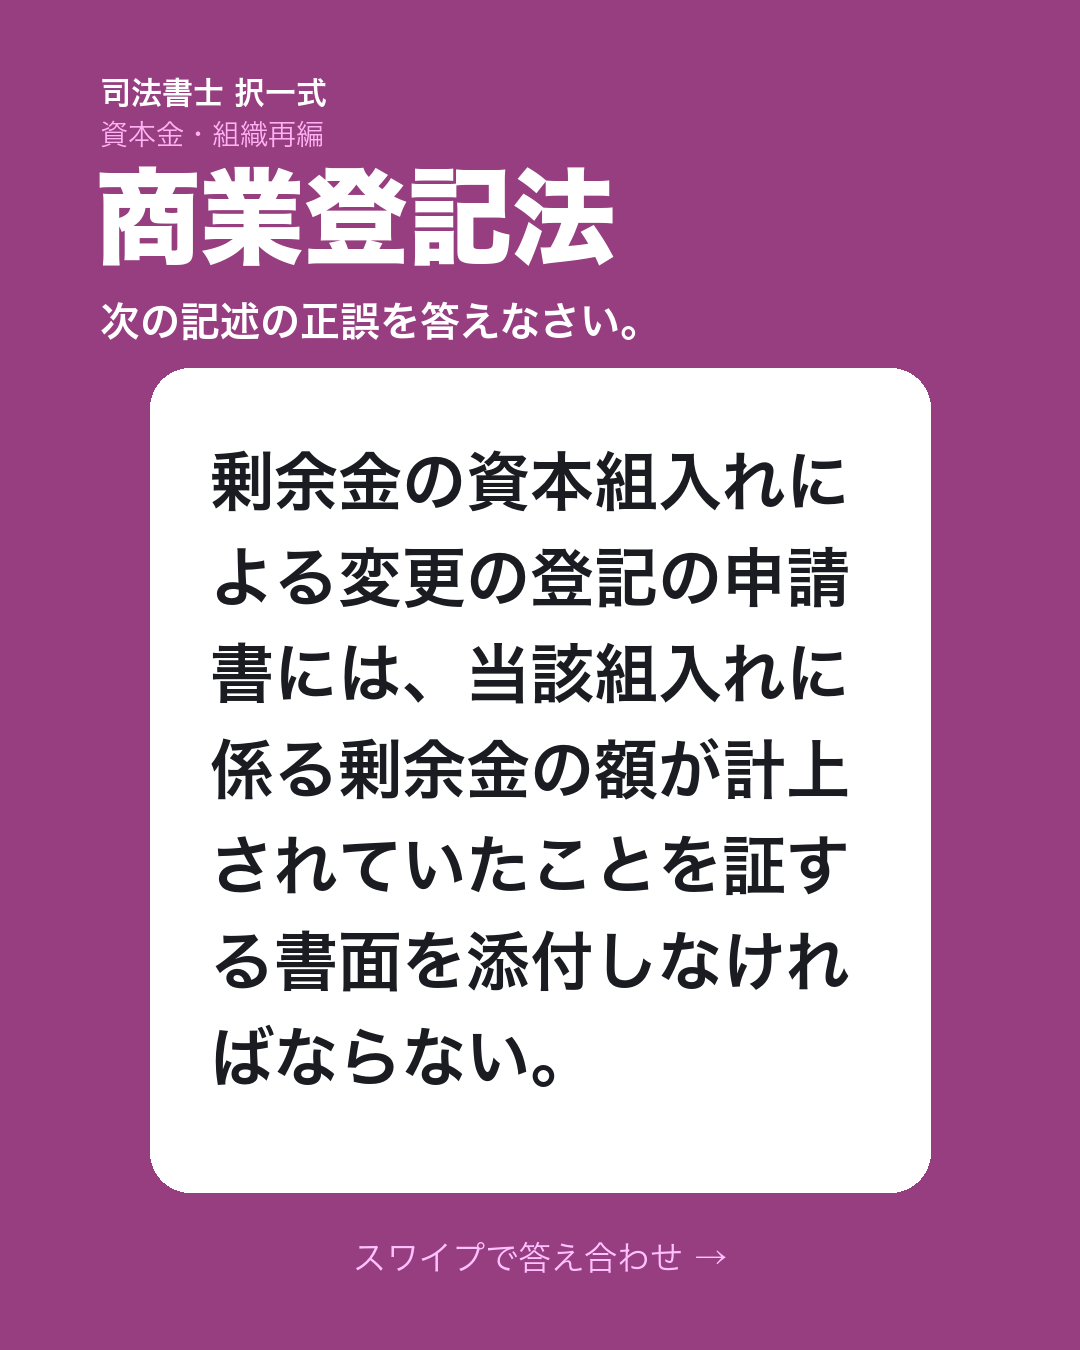 司法書士 択一式
資本金・組織再編
商業登記法
次の記述の正誤を答えなさい。
剰余金の資本組入れに
よる変更の登記の申請
書には、当該組入れに
係る剰余金の額が計上
されていたことを証す
る書面を添付しなけれ
ばならない。
スワイプで答え合わせ →